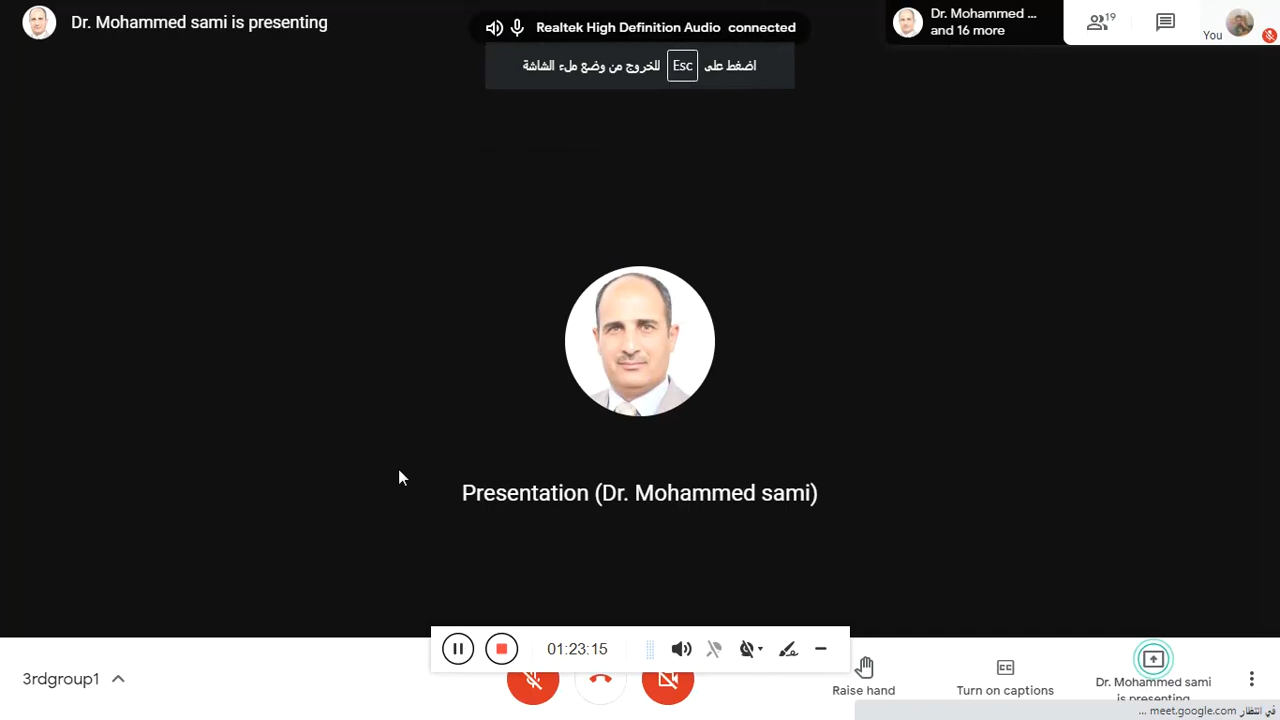 Dr. Mohammed sami is presenting
Realtek High Definition Audio connected
Dr. Mohammed ...
and 16 more
19
You
اضغط على Esc للخروج من وضع ملء الشاشة
Presentation (Dr. Mohammed sami)
01:23:15
3rdgroup1
Raise hand
CC
Turn on captions
Dr. Mohammed sami
is presenting
في انتظار meet.google.com ...